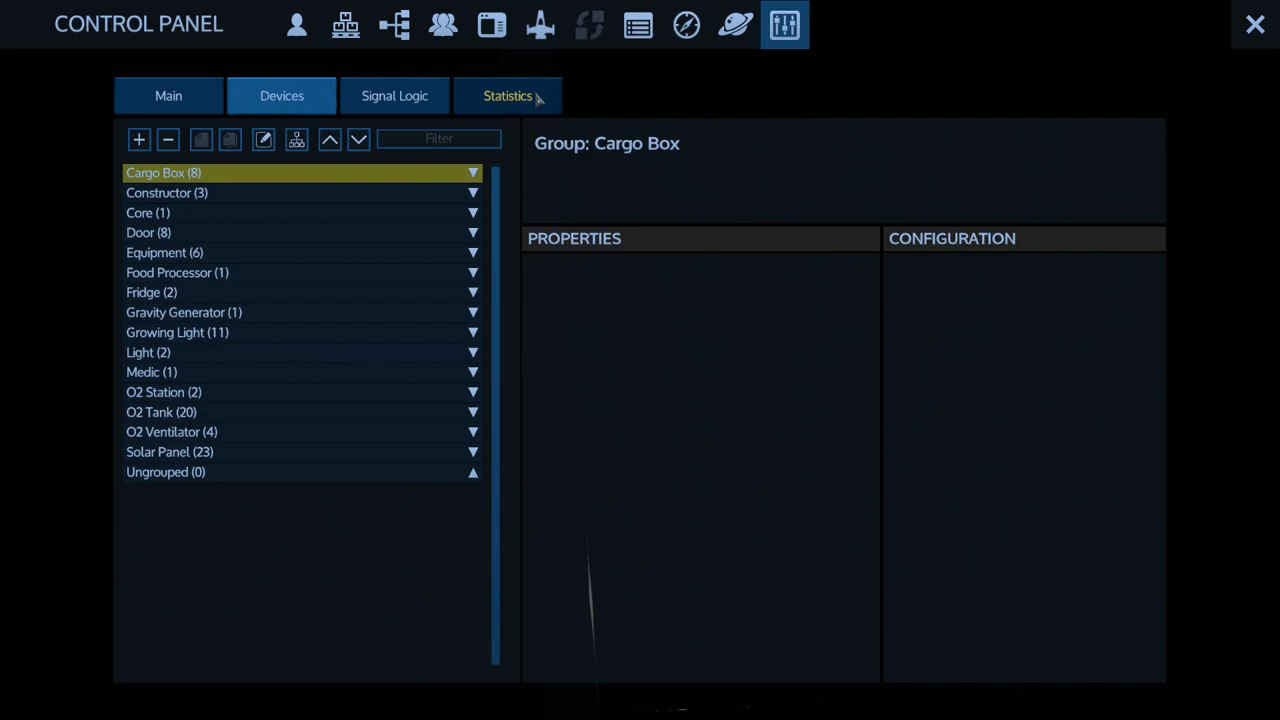 CONTROL PANEL
Main
Devices
Signal Logic
Statistics
Filter
Cargo Box (8)
Constructor (3)
Core (1)
Door (8)
Equipment (6)
Food Processor (1)
Fridge (2)
Gravity Generator (1)
Growing Light (11)
Light (2)
Medic (1)
O2 Station (2)
O2 Tank (20)
O2 Ventilator (4)
Solar Panel (23)
Ungrouped (0)
Group: Cargo Box
PROPERTIES
CONFIGURATION